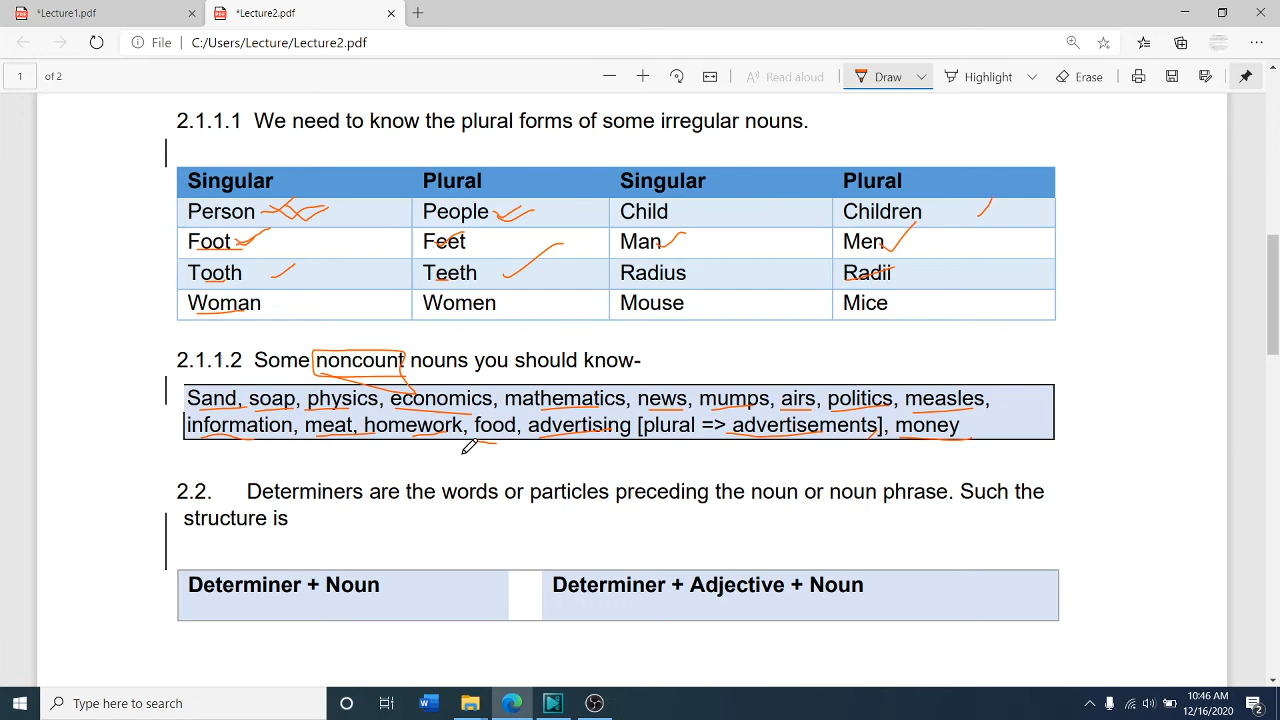 *Lecture1.pdf
*Lecture2.pdf
File
C:/Users/Lecture/Lecture2.pdf
1 of 2
Read aloud
Draw
Highlight
Erase
2.1.1.1 We need to know the plural forms of some irregular nouns.
Singular Plural Singular Plural
Person People Child Children
Foot Feet Man Men
Tooth Teeth Radius Radii
Woman Women Mouse Mice
2.1.1.2 Some noncount nouns you should know-
Sand, soap, physics, economics, mathematics, news, mumps, airs, politics, measles,
information, meat, homework, food, advertising [plural => advertisements], money
2.2. Determiners are the words or particles preceding the noun or noun phrase. Such the
structure is
Determiner + Noun Determiner + Adjective + Noun
Type here to search
10:46 AM
12/16/2020